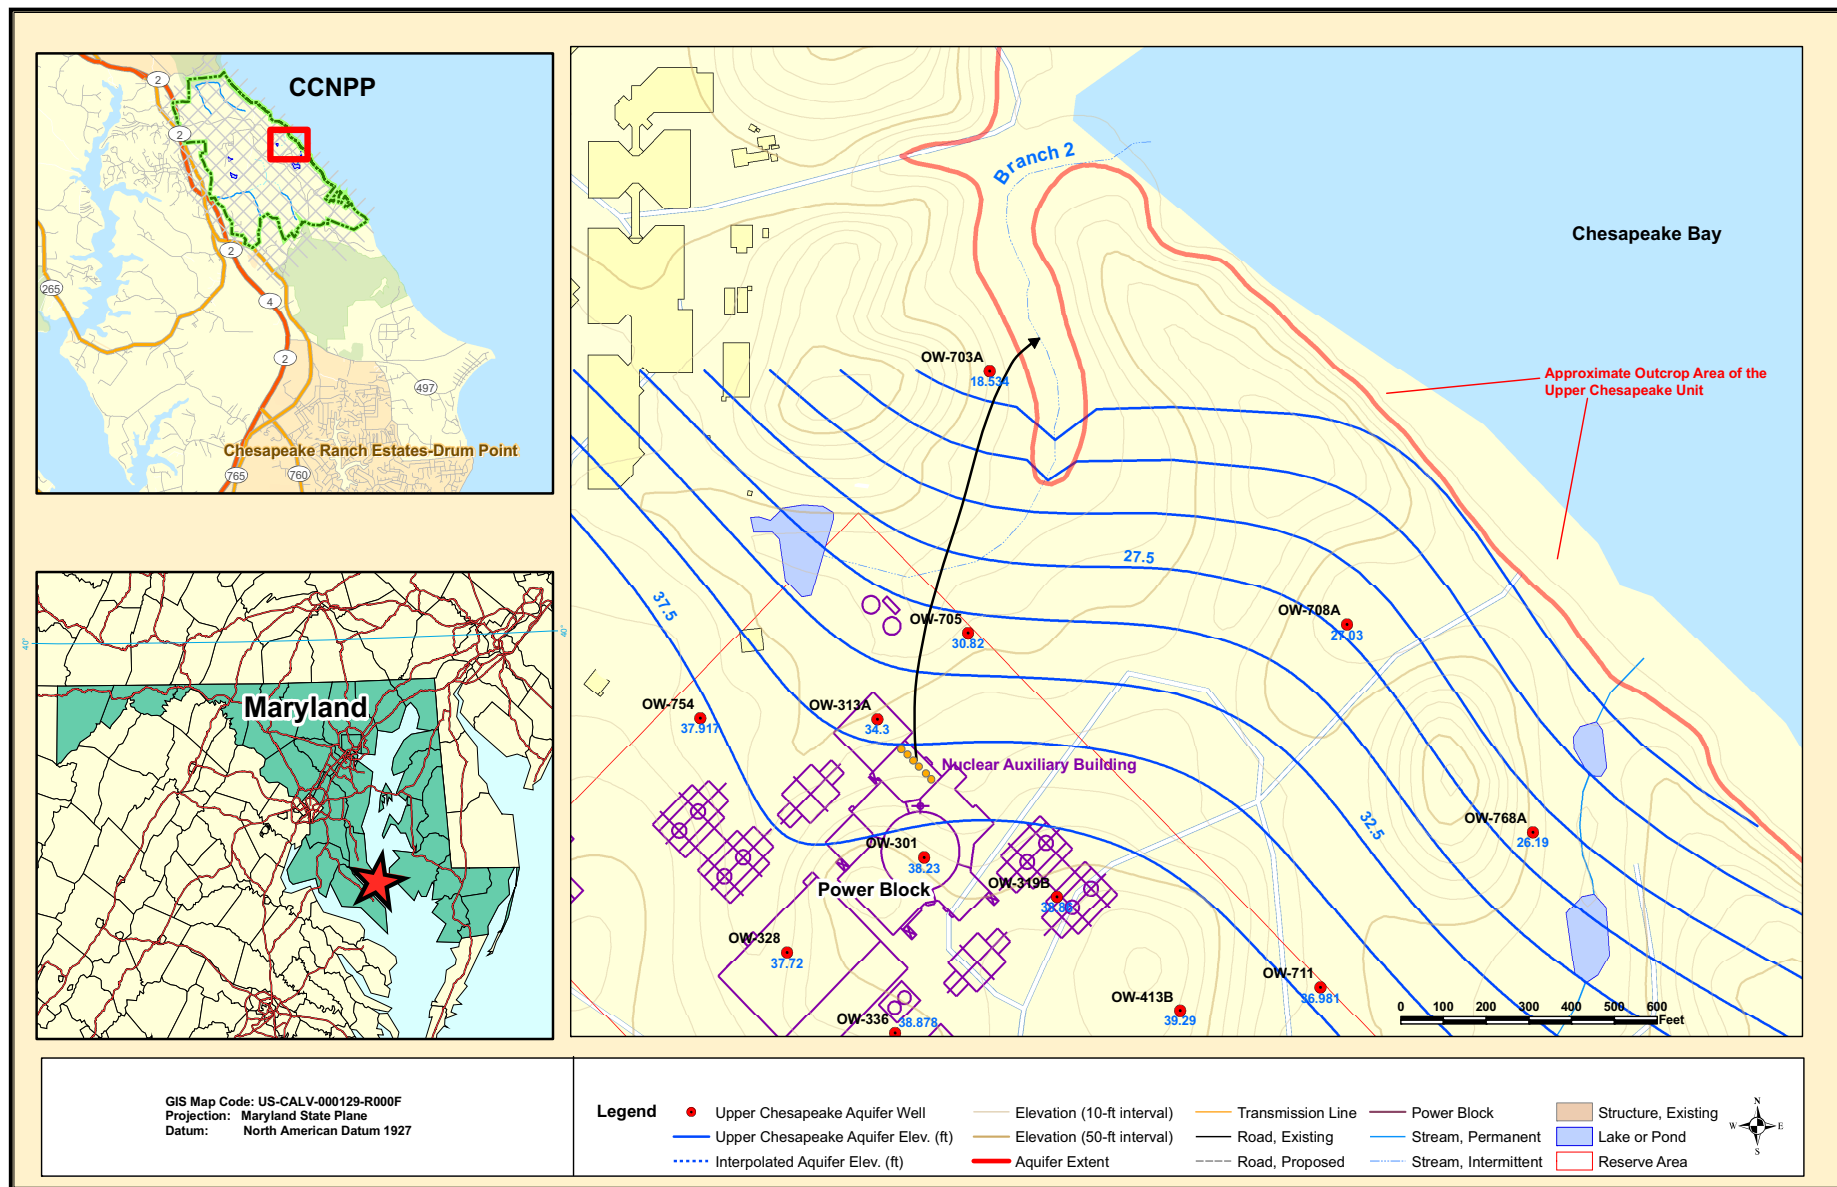 CCNPP
2
2
2
4
2
265
497
765
760
Chesapeake Ranch Estates-Drum Point
Maryland
40°
40°
Branch 2
Chesapeake Bay
Approximate Outcrop Area of the
Upper Chesapeake Unit
OW-703A
18.534
27.5
37.5
32.5
OW-705
30.82
OW-708A
27.03
OW-754
37.917
OW-313A
34.3
Nuclear Auxiliary Building
OW-301
38.23
Power Block
OW-319B
OW-768A
26.19
OW-328
37.72
OW-336
38.878
OW-413B
39.29
OW-711
36.981
0 100 200 300 400 500 600
Feet
GIS Map Code: US-CALV-000129-R000F
Projection: Maryland State Plane
Datum: North American Datum 1927
Legend
Upper Chesapeake Aquifer Well
Upper Chesapeake Aquifer Elev. (ft)
Interpolated Aquifer Elev. (ft)
Elevation (10-ft interval)
Elevation (50-ft interval)
Aquifer Extent
Transmission Line
Road, Existing
Road, Proposed
Power Block
Stream, Permanent
Stream, Intermittent
Structure, Existing
Lake or Pond
Reserve Area
N
W E
S